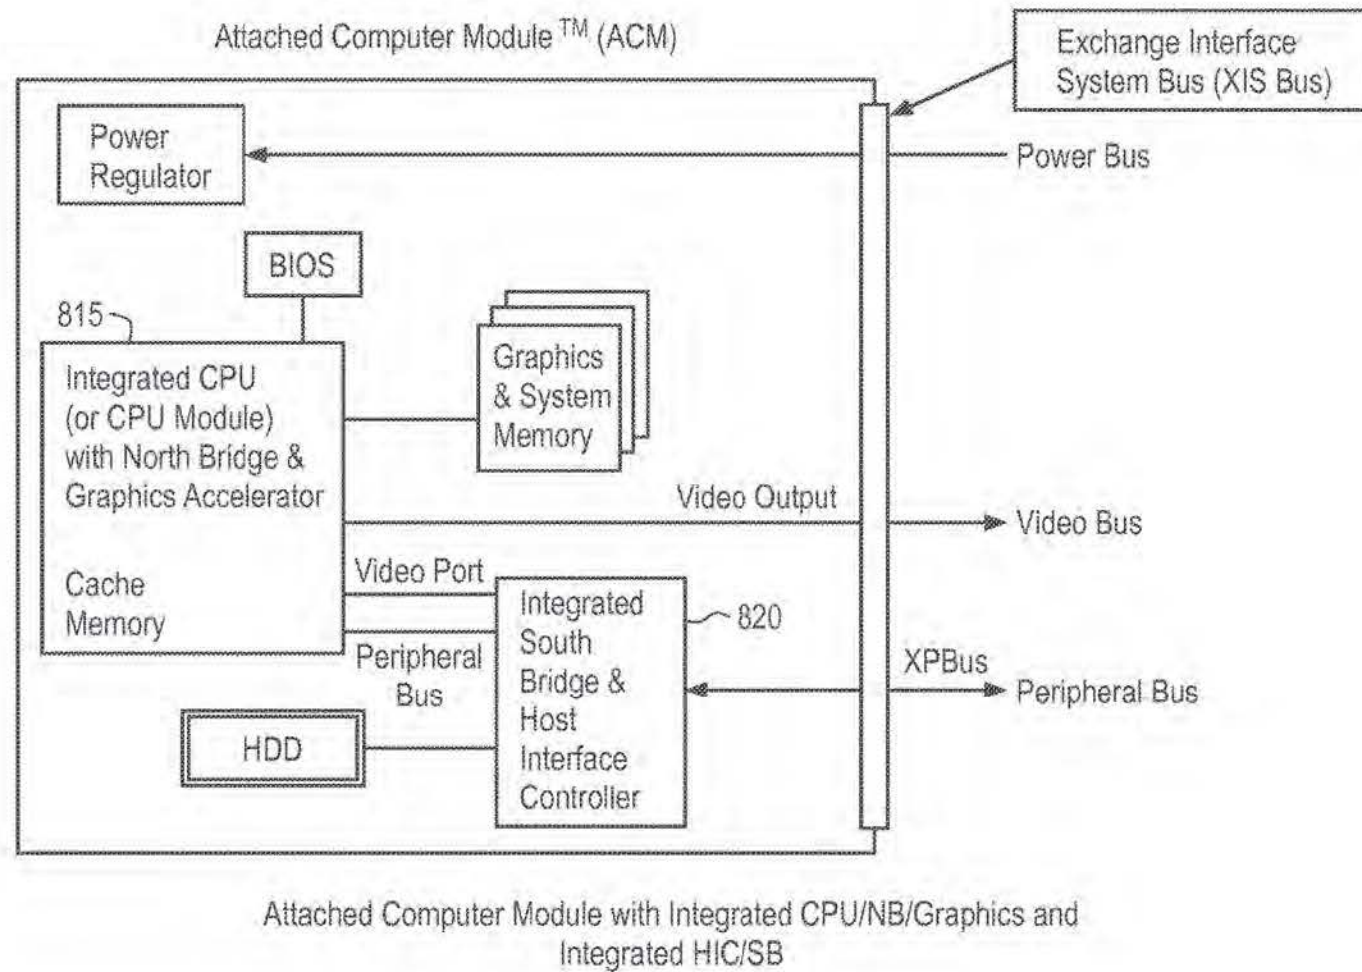 Attached Computer Module™ (ACM)
Exchange Interface
System Bus (XIS Bus)
Power
Regulator
Power Bus
BIOS
815
Integrated CPU
(or CPU Module)
with North Bridge &
Graphics Accelerator
Cache
Memory
Graphics
& System
Memory
Video Output
Video Bus
Video Port
Peripheral
Bus
Integrated
South
Bridge &
Host
Interface
Controller
820
XPBus
Peripheral Bus
HDD
Attached Computer Module with Integrated CPU/NB/Graphics and
Integrated HIC/SB